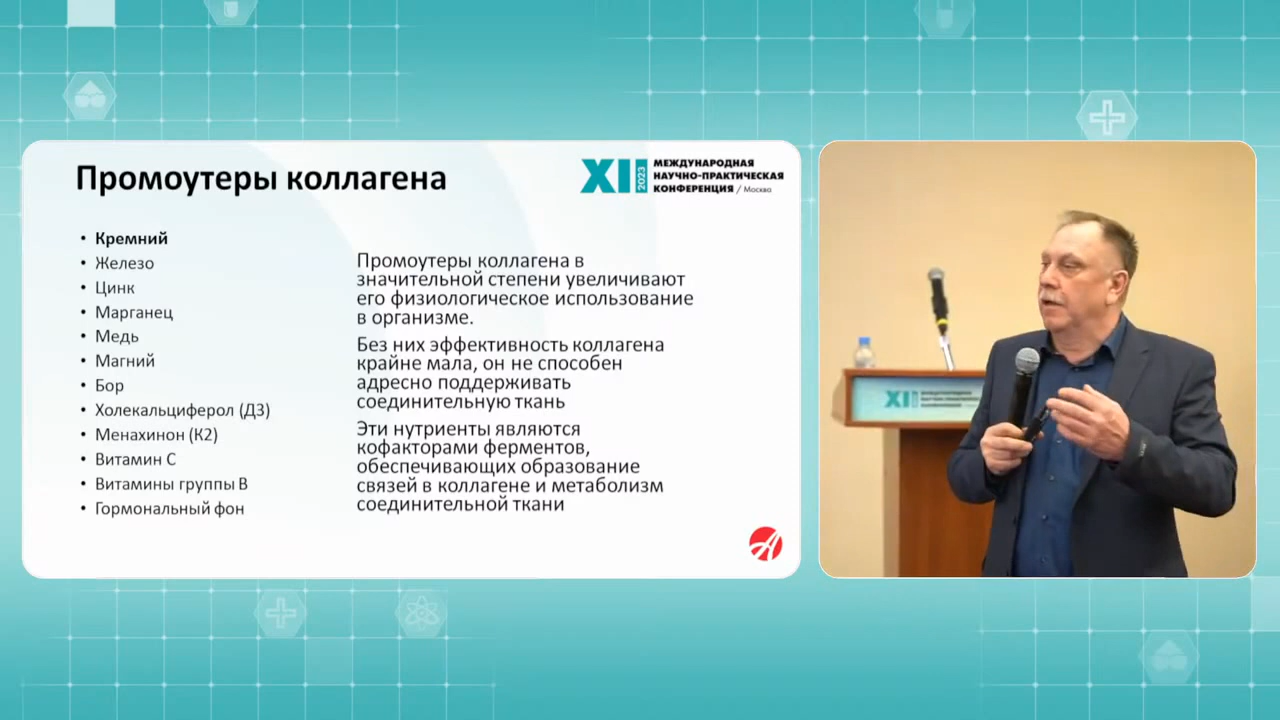 Промоутеры коллагена
XII 2023 МЕЖДУНАРОДНАЯ
НАУЧНО-ПРАКТИЧЕСКАЯ
КОНФЕРЕНЦИЯ / Москва
• Кремний
• Железо
• Цинк
• Марганец
• Медь
• Магний
• Бор
• Холекальциферол (Д3)
• Менахинон (К2)
• Витамин С
• Витамины группы В
• Гормональный фон
Промоутеры коллагена в
значительной степени увеличивают
его физиологическое использование
в организме.
Без них эффективность коллагена
крайне мала, он не способен
адресно поддерживать
соединительную ткань
Эти нутриенты являются
кофакторами ферментов,
обеспечивающих образование
связей в коллагене и метаболизм
соединительной ткани
XII